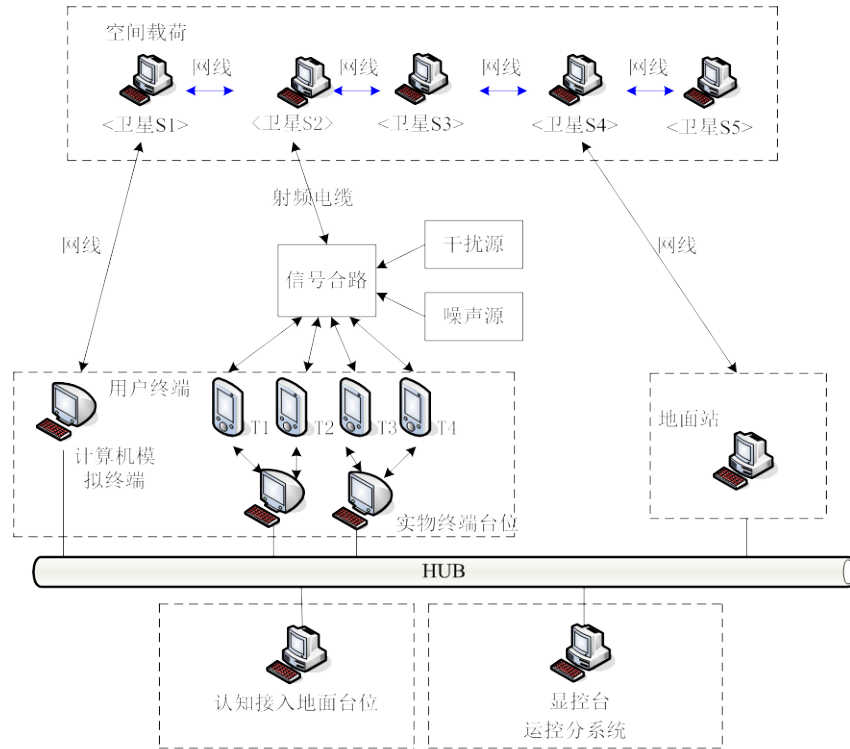 空间载荷
网线
网线
网线
网线
<卫星S1>
<卫星S2>
<卫星S3>
<卫星S4>
<卫星S5>
射频电缆
网线
网线
干扰源
信号合路
噪声源
用户终端
T1
T2
T3
T4
地面站
计算机模
拟终端
实物终端台位
HUB
认知接入地面台位
显控台
运控分系统